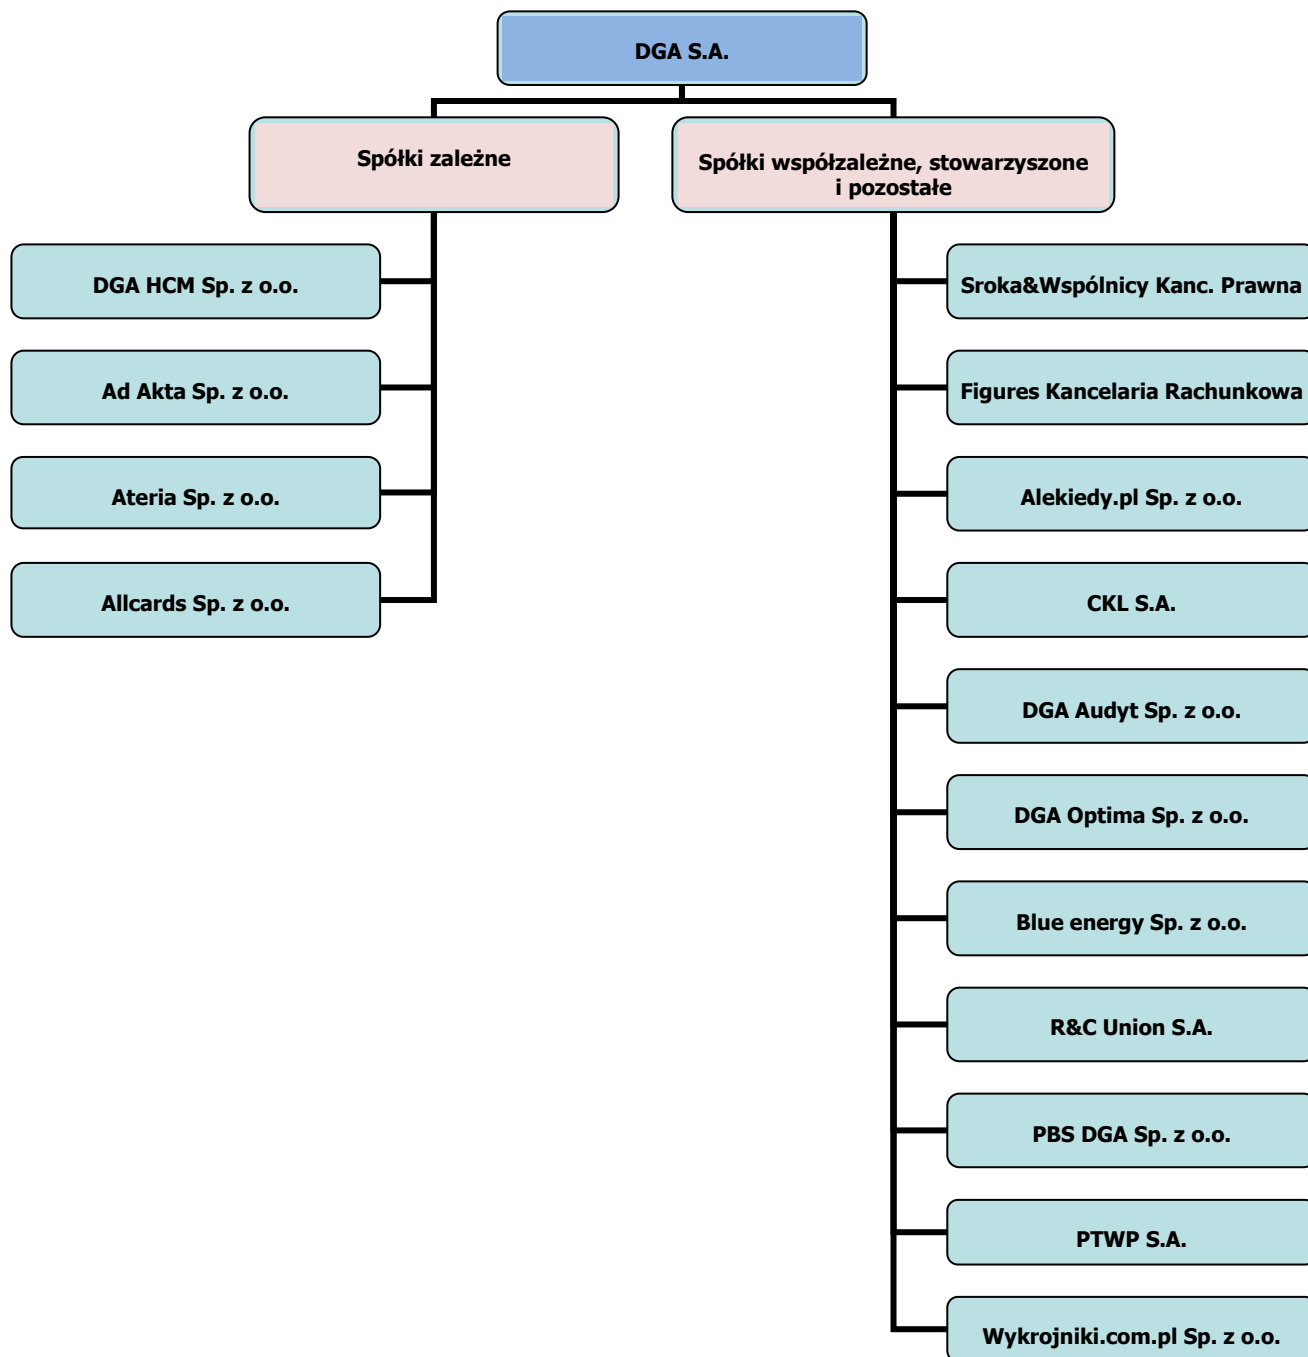 DGA S.A.
Spółki zależne
Spółki współzależne, stowarzyszone
i pozostałe
DGA HCM Sp. z o.o.
Ad Akta Sp. z o.o.
Ateria Sp. z o.o.
Allcards Sp. z o.o.
Sroka&Wspólnicy Kanc. Prawna
Figures Kancelaria Rachunkowa
Alekiedy.pl Sp. z o.o.
CKL S.A.
DGA Audyt Sp. z o.o.
DGA Optima Sp. z o.o.
Blue energy Sp. z o.o.
R&C Union S.A.
PBS DGA Sp. z o.o.
PTWP S.A.
Wykrojniki.com.pl Sp. z o.o.